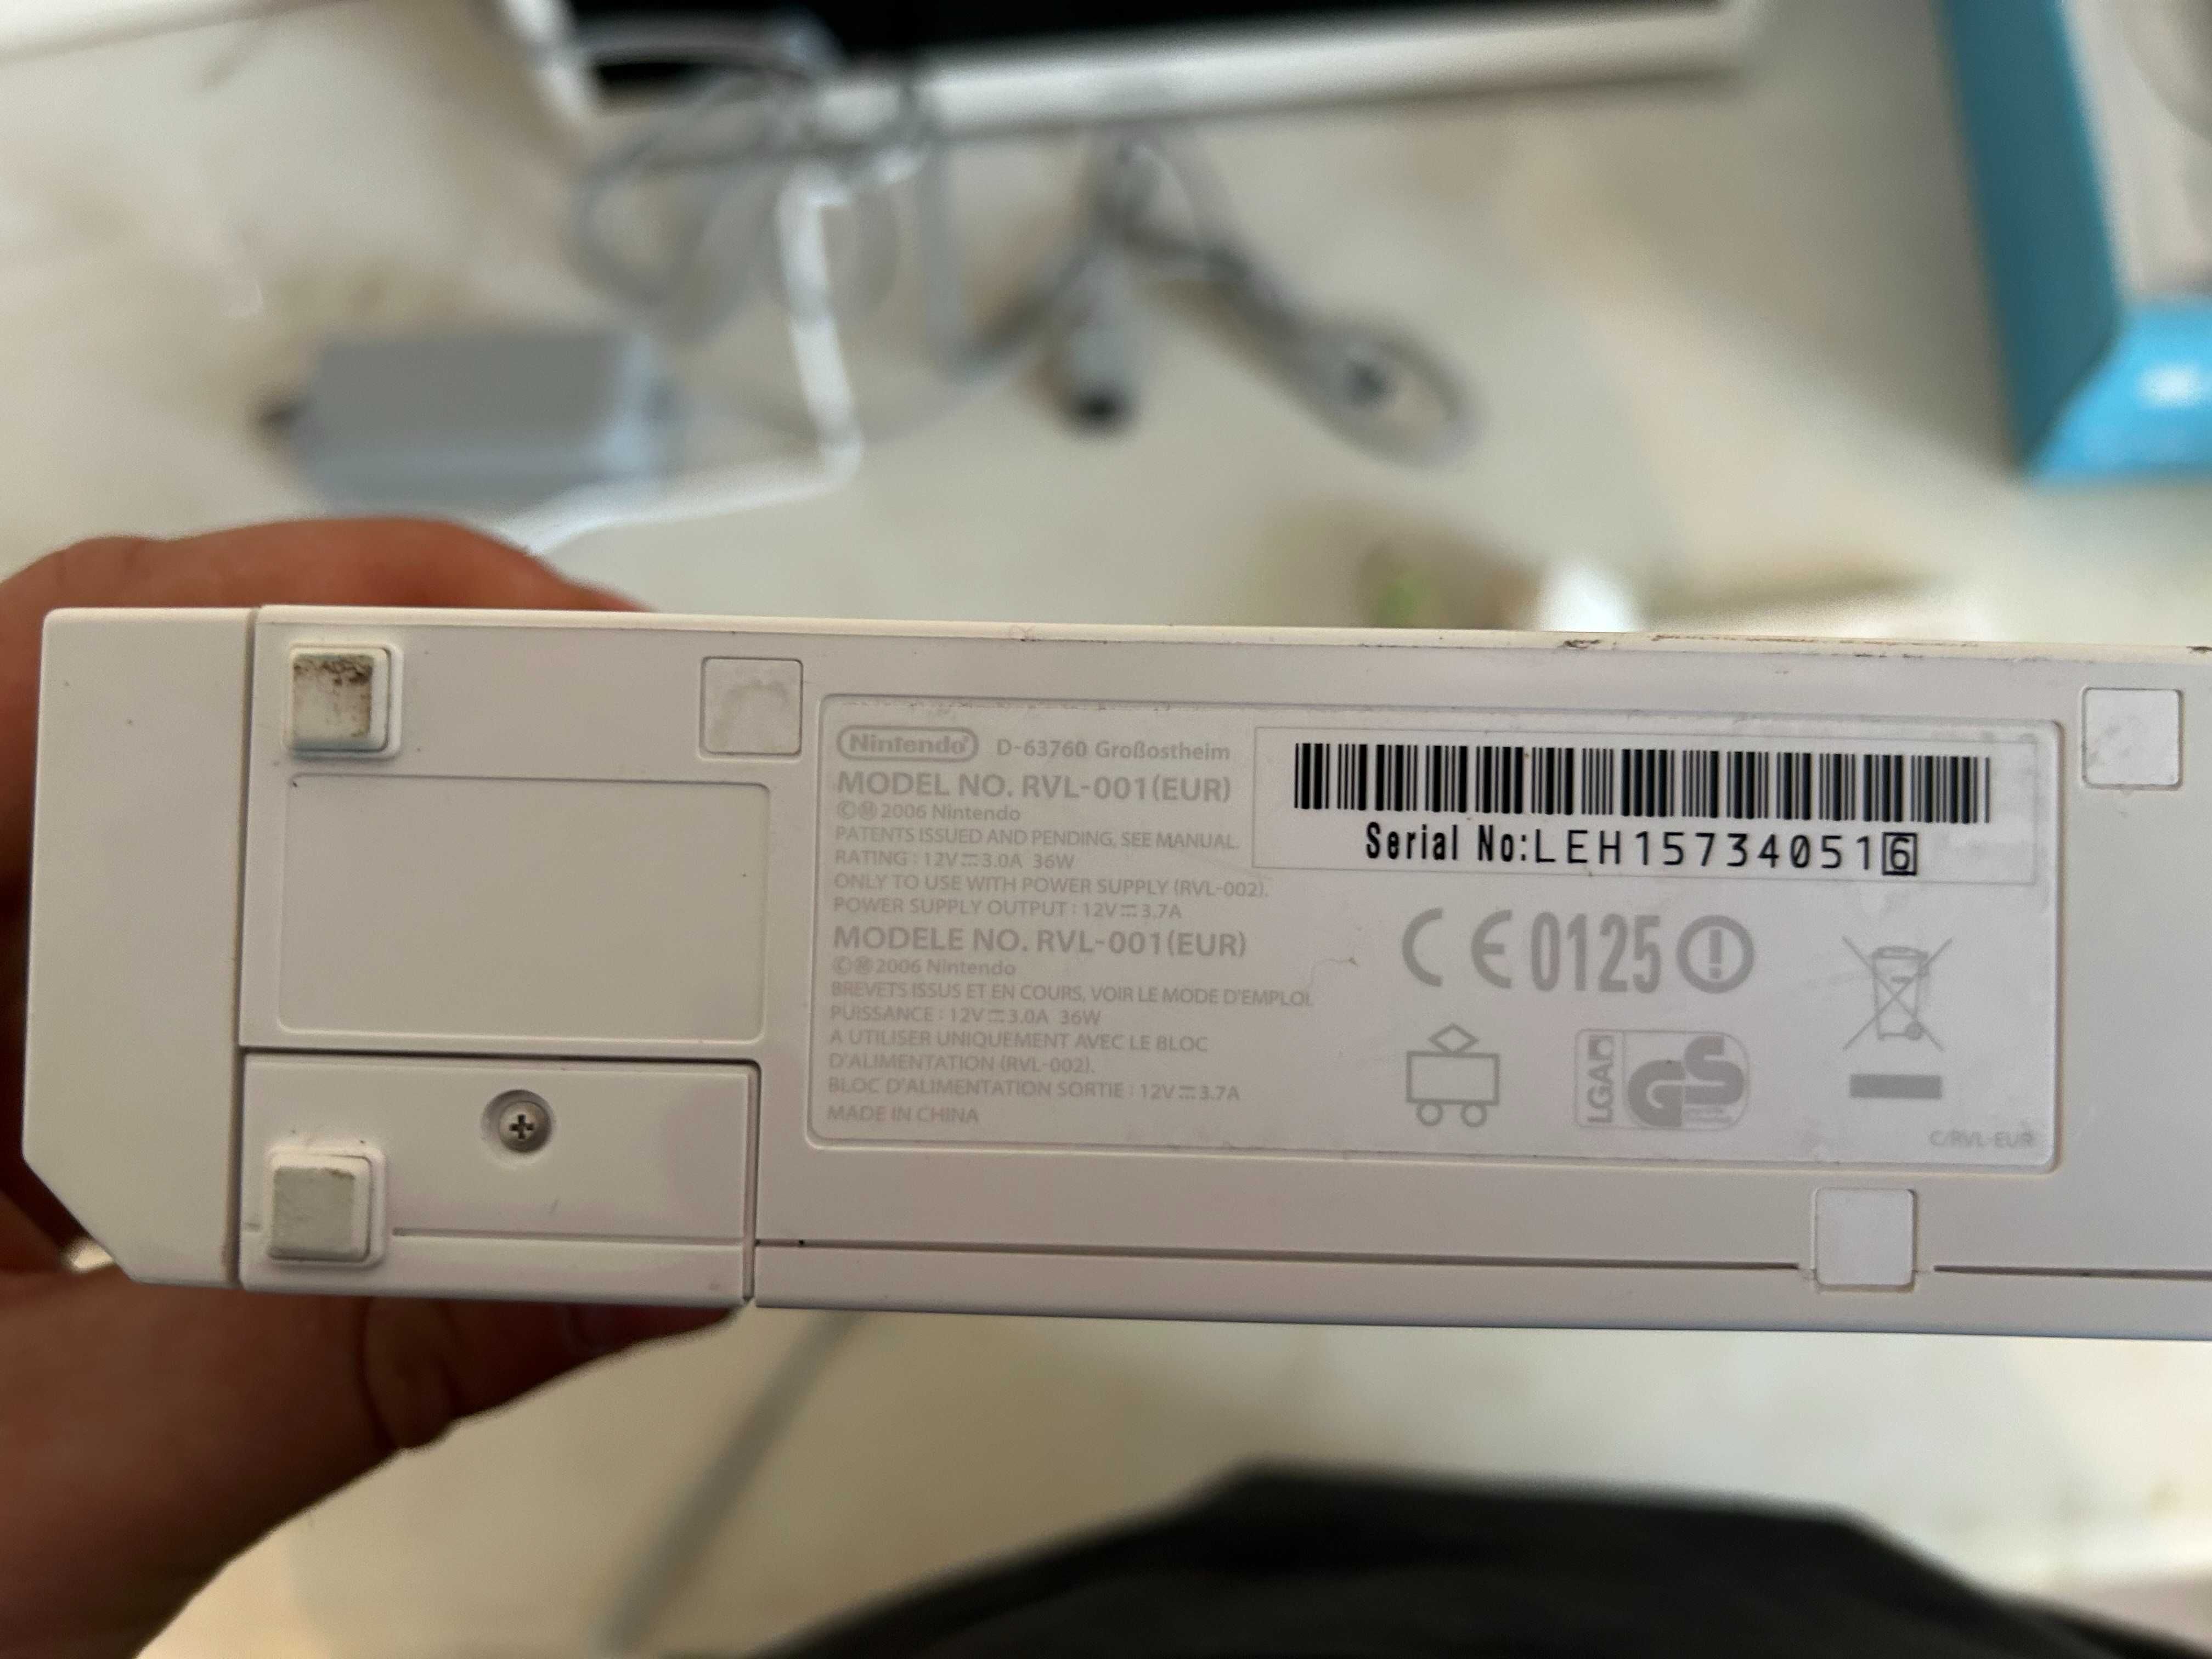 Nintendo D-63760 Großostheim
MODEL NO. RVL-001(EUR)
©Ⓜ2006 Nintendo
PATENTS ISSUED AND PENDING, SEE MANUAL.
RATING : 12V⎓3.0A 36W
ONLY TO USE WITH POWER SUPPLY (RVL-002).
POWER SUPPLY OUTPUT : 12V⎓3.7A
MODELE NO. RVL-001(EUR)
©Ⓜ2006 Nintendo
BREVETS ISSUS ET EN COURS, VOIR LE MODE D'EMPLOI.
PUISSANCE : 12V⎓3.0A 36W
A UTILISER UNIQUEMENT AVEC LE BLOC
D'ALIMENTATION (RVL-002).
BLOC D'ALIMENTATION SORTIE : 12V⎓3.7A
MADE IN CHINA
Serial No:LEH157340516
CE0125
LGA
GS
C/RVL-EUR